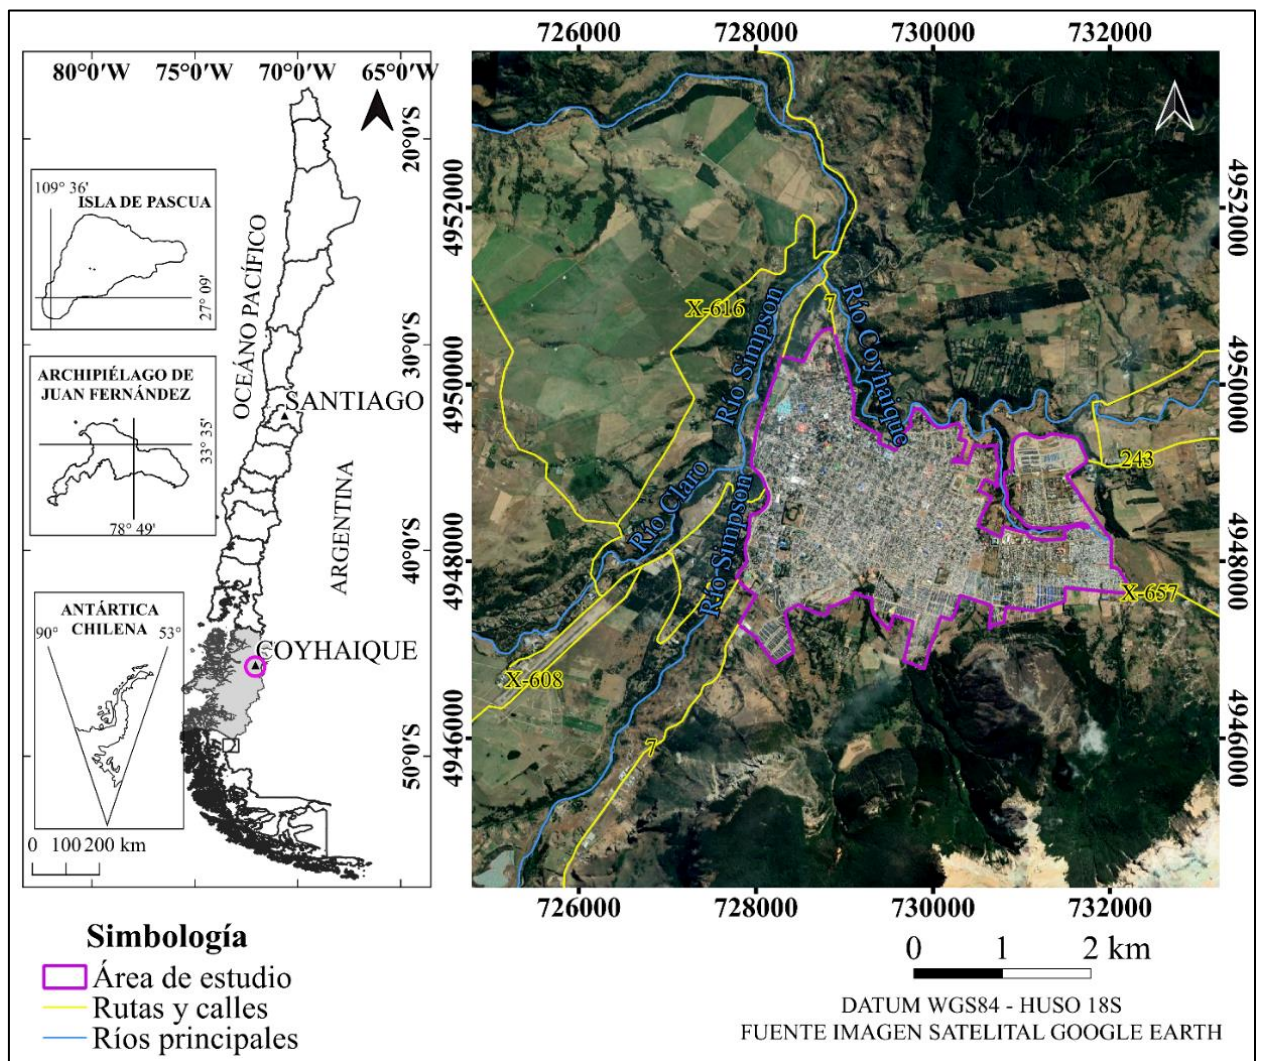 80°0'W 75°0'W 70°0'W 65°0'W
20°0'S
30°0'S
40°0'S
50°0'S
109° 36'
ISLA DE PASCUA
27° 09'
ARCHIPIÉLAGO DE
JUAN FERNÁNDEZ
33° 35'
78° 49'
ANTÁRTICA
CHILENA
90°
53°
0 100 200 km
OCEÁNO PACÍFICO
SANTIAGO
ARGENTINA
COYHAIQUE
726000 728000 730000 732000
4952000
4950000
4948000
4946000
4952000
4950000
4948000
4946000
X-616
Río Simpson
7
Río Coyhaique
243
Río Claro
Río Simpson
X-657
X-608
7
726000 728000 730000 732000
0 1 2 km
DATUM WGS84 - HUSO 18S
FUENTE IMAGEN SATELITAL GOOGLE EARTH
Simbología
Área de estudio
Rutas y calles
Ríos principales